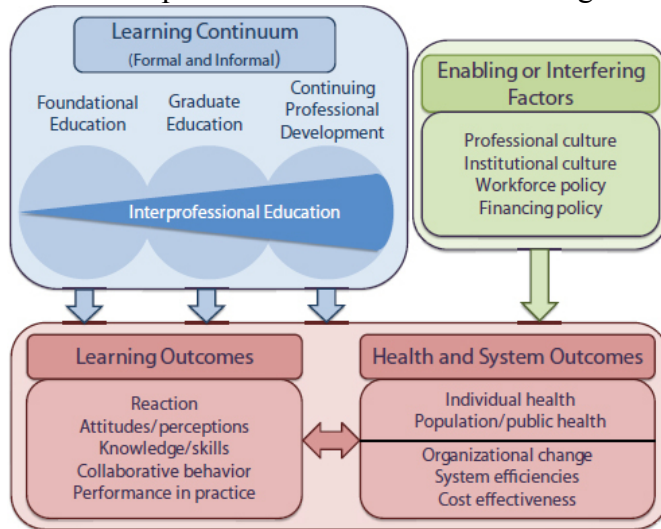 Learning Continuum
(Formal and Informal)
Foundational
Education
Graduate
Education
Continuing
Professional
Development
Interprofessional Education
Enabling or Interfering
Factors
Professional culture
Institutional culture
Workforce policy
Financing policy
Learning Outcomes
Reaction
Attitudes/perceptions
Knowledge/skills
Collaborative behavior
Performance in practice
Health and System Outcomes
Individual health
Population/public health
Organizational change
System efficiencies
Cost effectiveness